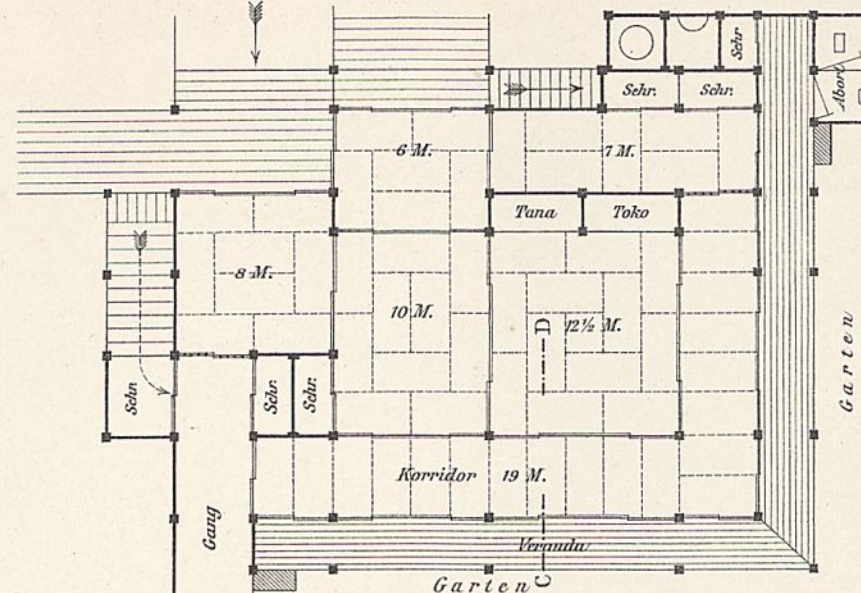 Schr
Schr.
Schr.
Abort
6 M.
7 M.
Tana
Toko
8 M.
10 M.
D
12½ M.
Garten
Schr.
Schr.
Schr.
Korridor 19 M.
Gang
Veranda
Garten
C